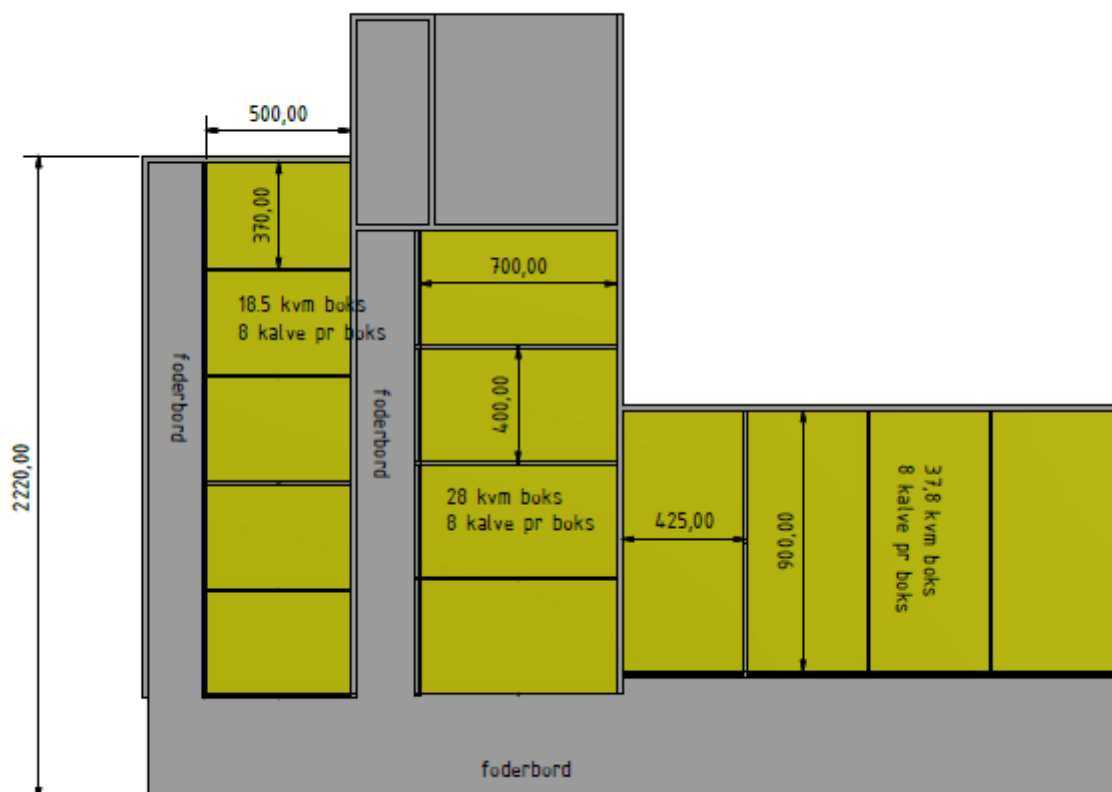 500,00
370,00
18.5 kvm boks
8 kalve pr boks
foderbord
2220,00
700,00
400,00
foderbord
28 kvm boks
8 kalve pr boks
425,00
900,00
37,8 kvm boks
8 kalve pr boks
foderbord